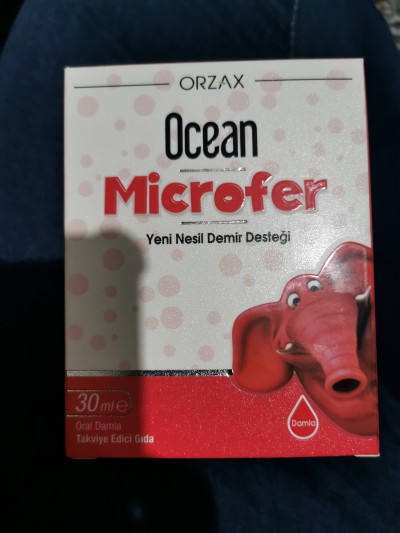 ORZAX
Ocean
Microfer
Yeni Nesil Demir Desteği
30 ml ℮
Oral Damla
Takviye Edici Gıda
Damla